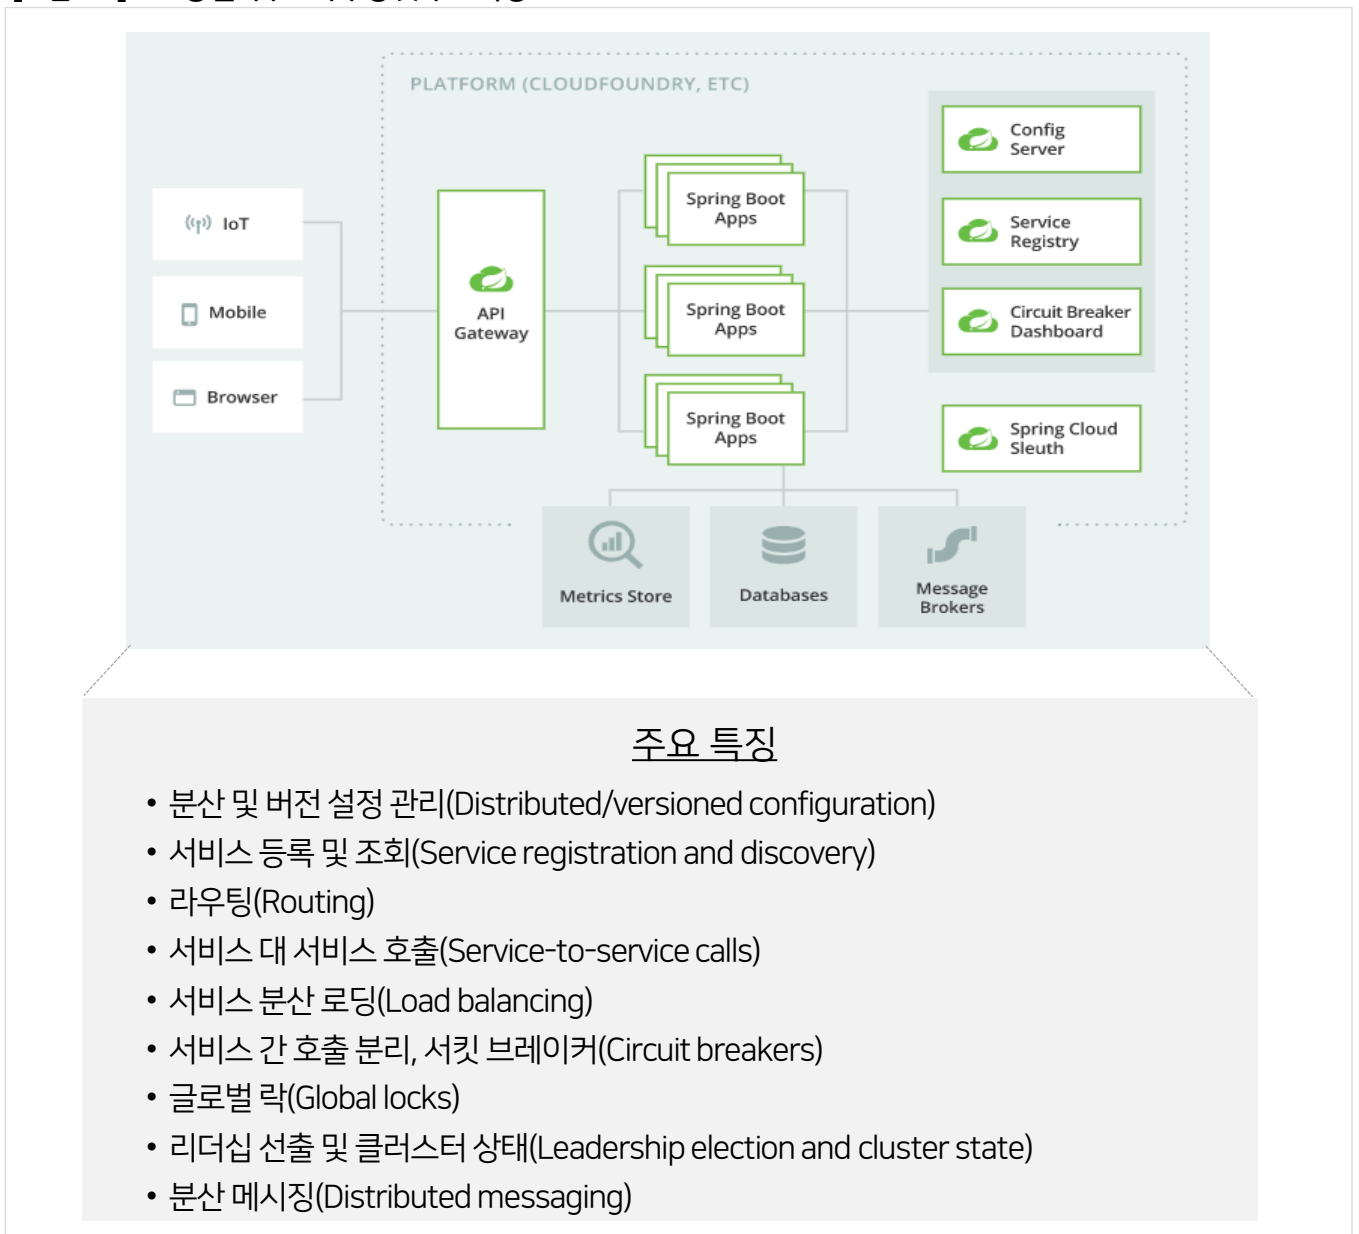 PLATFORM (CLOUDFOUNDRY, ETC)
Config
Server
Service
Registry
Circuit Breaker
Dashboard
Spring Cloud
Sleuth
IoT
Mobile
Browser
API
Gateway
Spring Boot
Apps
Spring Boot
Apps
Spring Boot
Apps
Metrics Store
Databases
Message
Brokers
주요 특징
• 분산 및 버전 설정 관리(Distributed/versioned configuration)
• 서비스 등록 및 조회(Service registration and discovery)
• 라우팅(Routing)
• 서비스 대 서비스 호출(Service-to-service calls)
• 서비스 분산 로딩(Load balancing)
• 서비스 간 호출 분리, 서킷 브레이커(Circuit breakers)
• 글로벌 락(Global locks)
• 리더십 선출 및 클러스터 상태(Leadership election and cluster state)
• 분산 메시징(Distributed messaging)